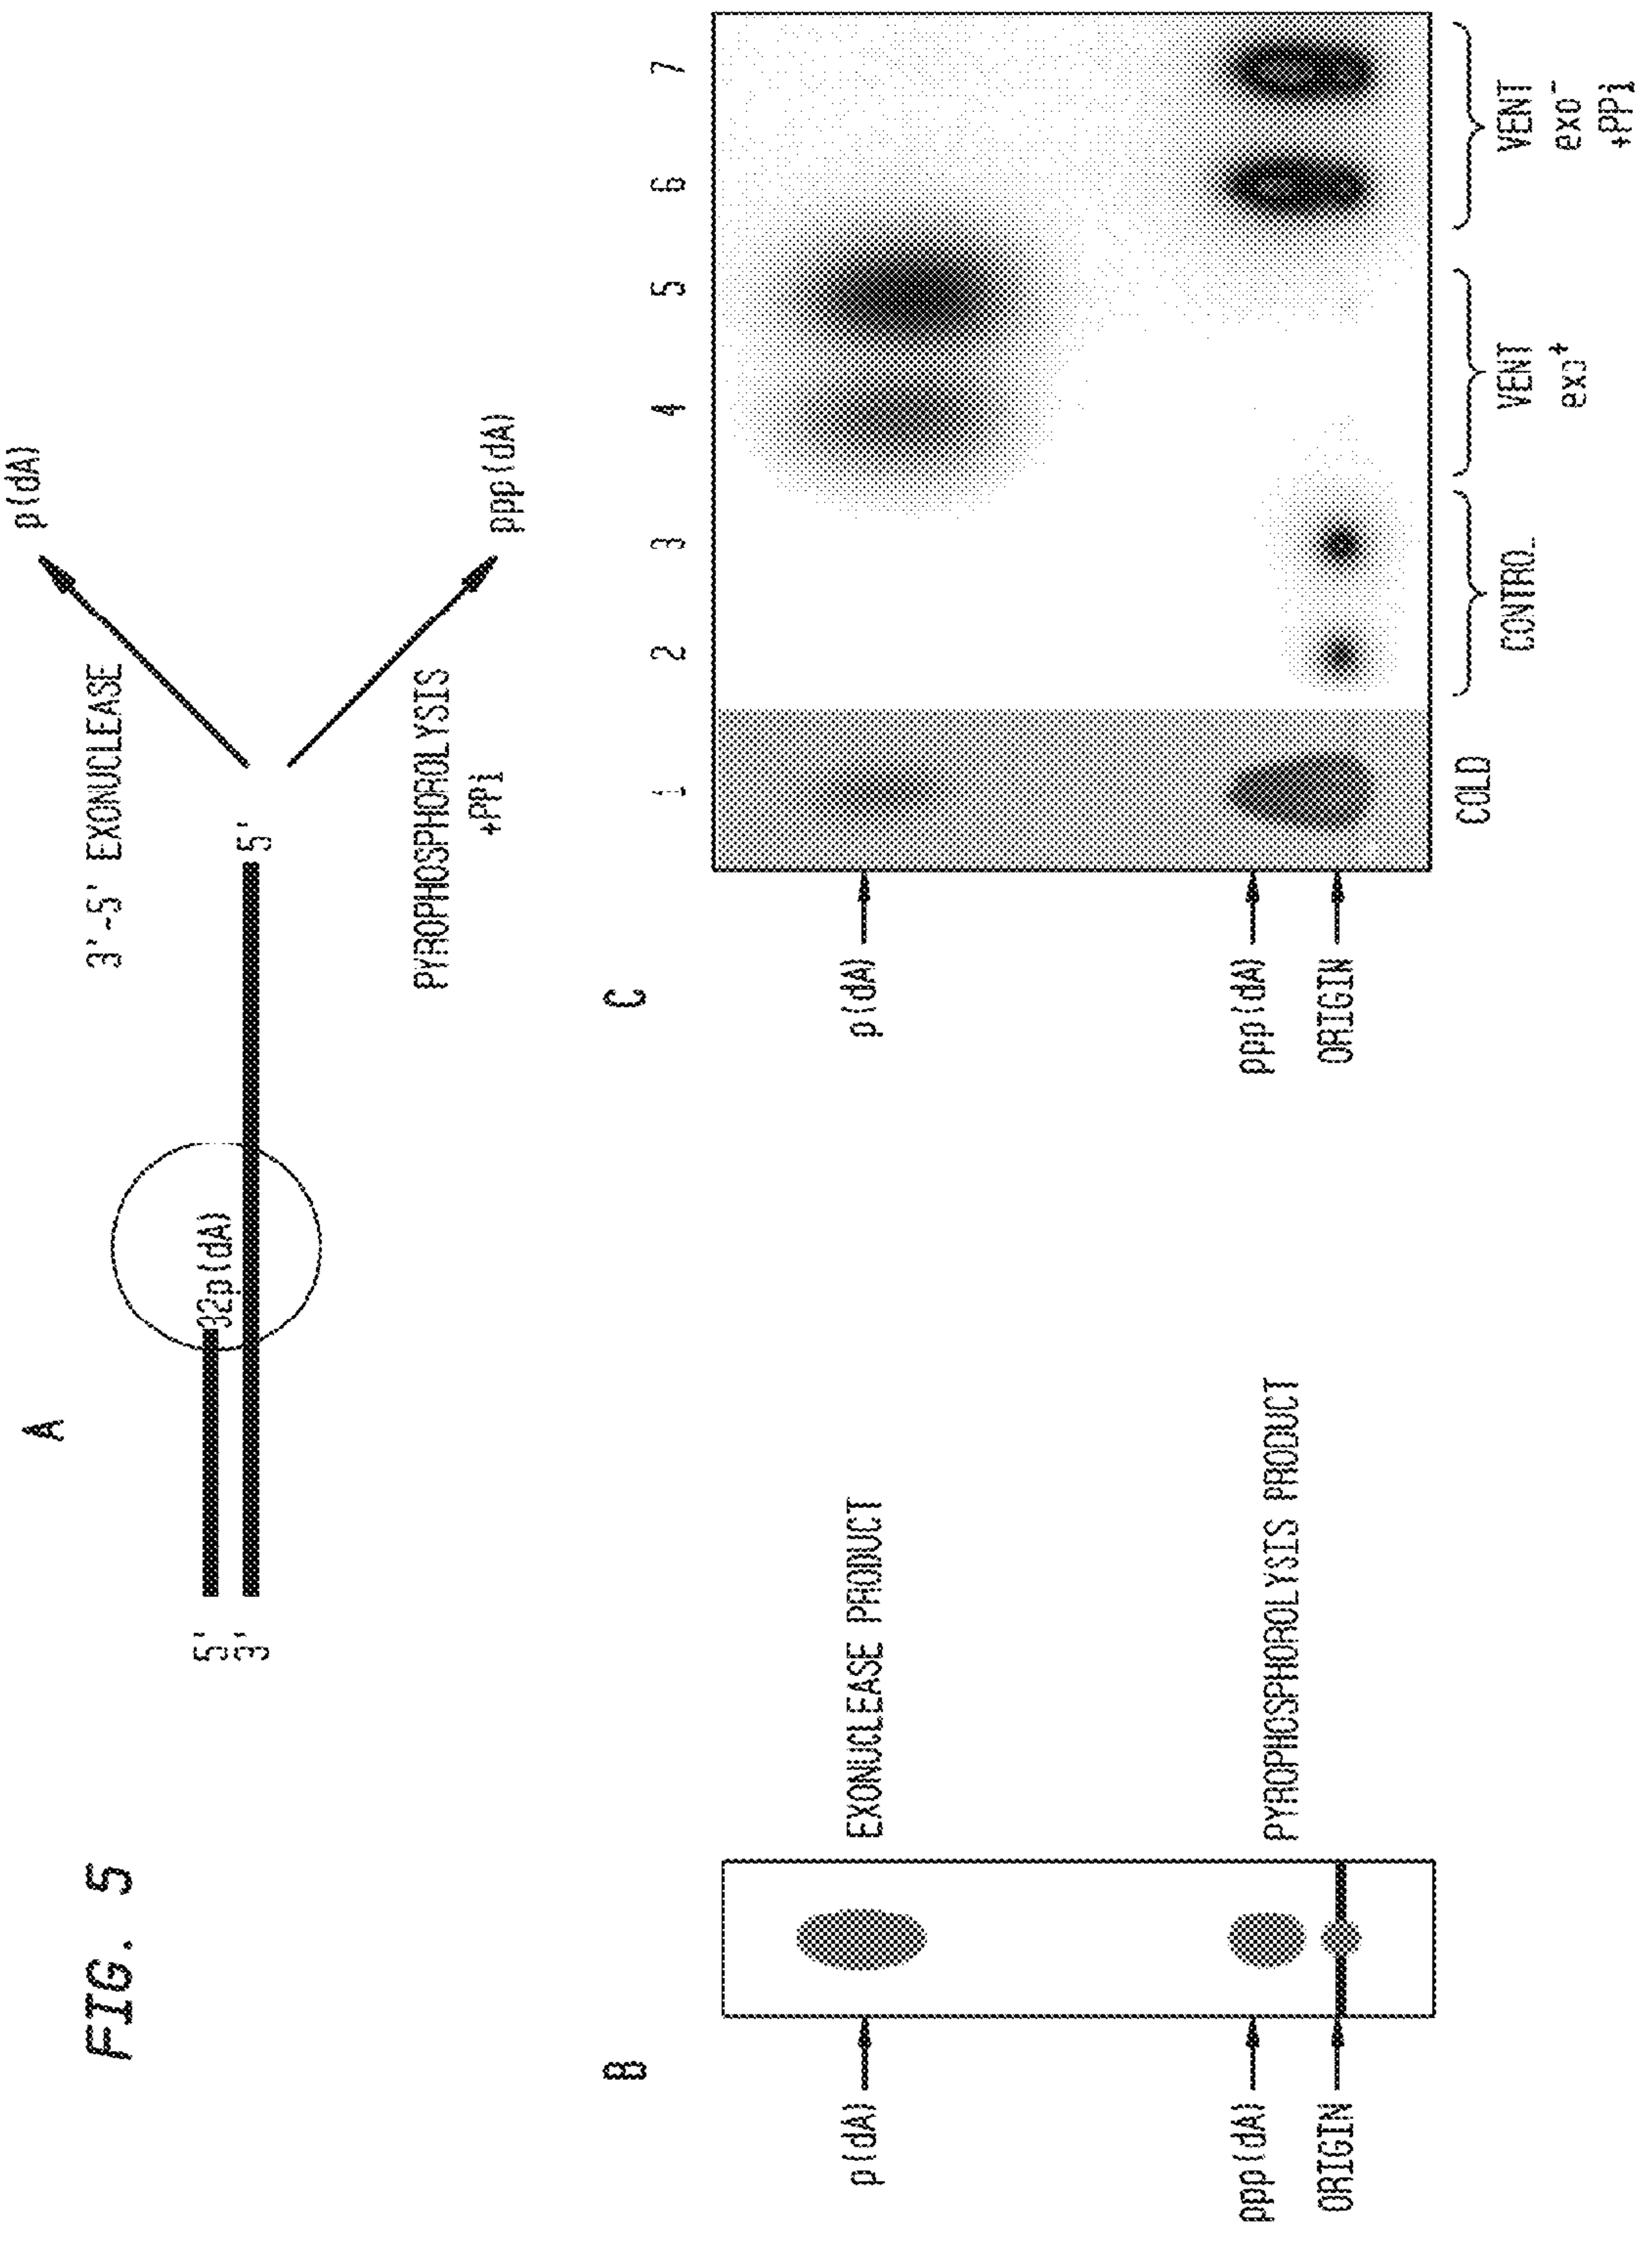 FIG. 5
A
5'
3'
32p(dA)
5'
3'-5' EXONUCLEASE
p(dA)
PYROPHOSPHOROLYSIS
+PPi
ppp(dA)
B
p(dA)
ppp(dA)
ORIGIN
EXONUCLEASE PRODUCT
PYROPHOSPHOROLYSIS PRODUCT
C
p(dA)
ppp(dA)
ORIGIN
1 2 3 4 5 6 7
COLD
CONTRO
VENT
exo+
VENT
exo-
+PPi